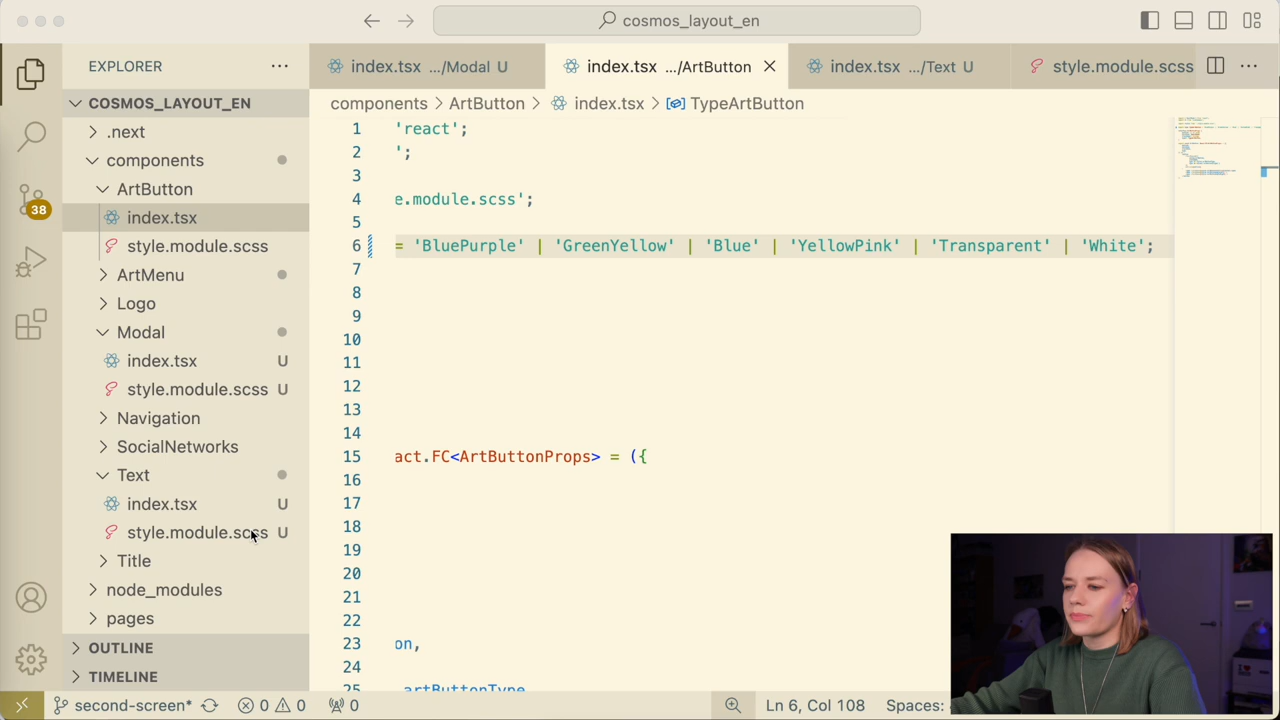 cosmos_layout_en
EXPLORER
index.tsx .../Modal U
index.tsx .../ArtButton
index.tsx .../Text U
style.module.scss
COSMOS_LAYOUT_EN
components > ArtButton > index.tsx > TypeArtButton
.next
components
ArtButton
index.tsx
style.module.scss
ArtMenu
Logo
Modal
index.tsx U
style.module.scss U
Navigation
SocialNetworks
Text
index.tsx U
style.module.scss U
Title
node_modules
pages
OUTLINE
TIMELINE
38
1 'react';
2 ';
3
4 e.module.scss';
5
6 = 'BluePurple' | 'GreenYellow' | 'Blue' | 'YellowPink' | 'Transparent' | 'White';
7
8
9
10
11
12
13
14
15 act.FC<ArtButtonProps> = ({
16
17
18
19
20
21
22
23 on,
24
25 artButtonType
second-screen* 0 0 0 Ln 6, Col 108 Spaces: